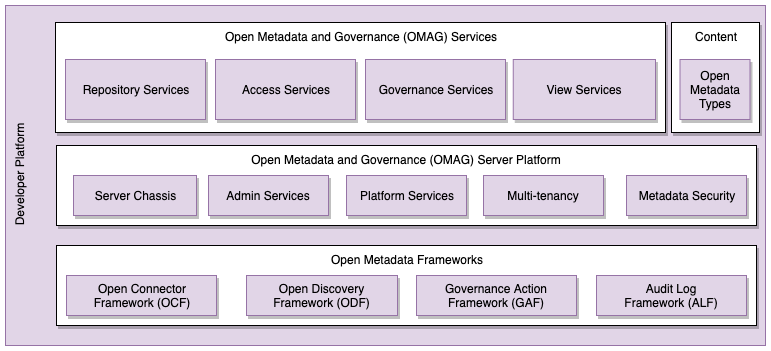 Developer Platform
Open Metadata and Governance (OMAG) Services
Repository Services
Access Services
Governance Services
View Services
Content
Open
Metadata
Types
Open Metadata and Governance (OMAG) Server Platform
Server Chassis
Admin Services
Platform Services
Multi-tenancy
Metadata Security
Open Metadata Frameworks
Open Connector
Framework (OCF)
Open Discovery
Framework (ODF)
Governance Action
Framework (GAF)
Audit Log
Framework (ALF)